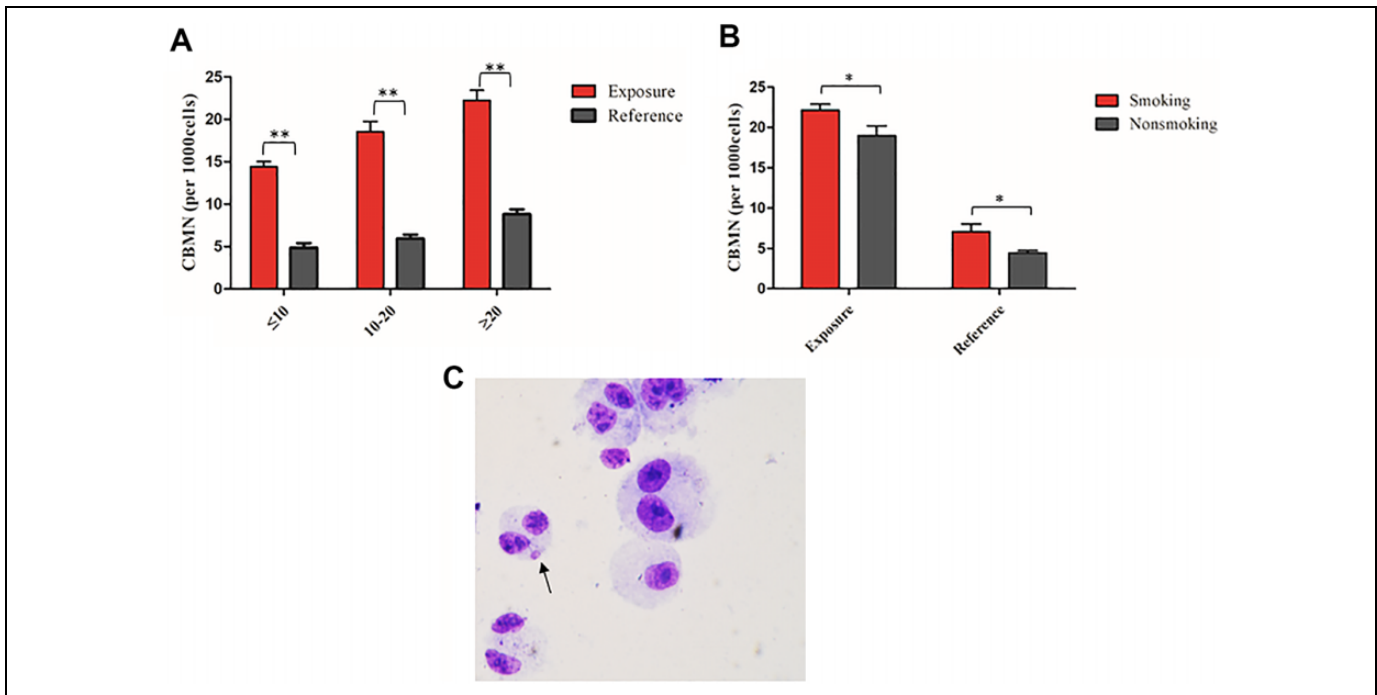 A
CBMN (per 1000cells)
25
20
15
10
5
0
**
**
**
≤10
10-20
≥20
Exposure
Reference
B
CBMN (per 1000cells)
25
20
15
10
5
0
*
*
Exposure
Reference
Smoking
Nonsmoking
C